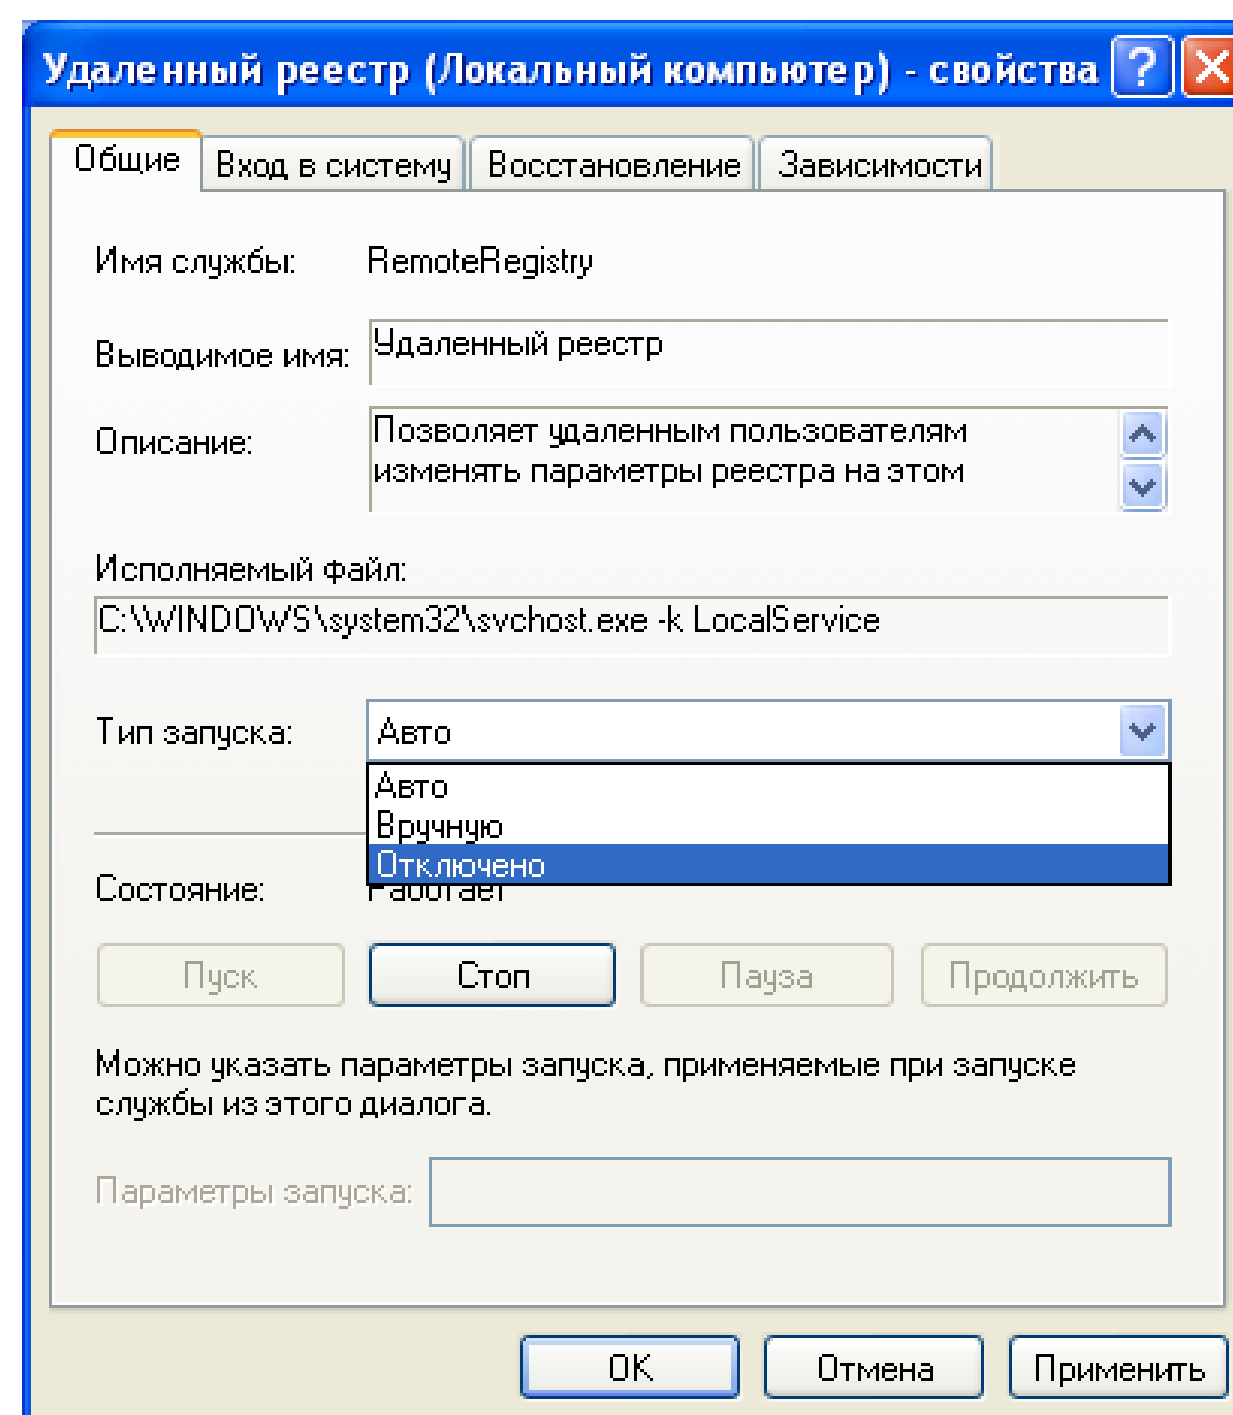 Удаленный реестр (Локальный компьютер) - свойства
Общие
Вход в систему
Восстановление
Зависимости
Имя службы: RemoteRegistry
Выводимое имя: Удаленный реестр
Описание: Позволяет удаленным пользователям
изменять параметры реестра на этом
Исполняемый файл:
C:\WINDOWS\system32\svchost.exe -k LocalService
Тип запуска: Авто
Авто
Вручную
Отключено
Состояние: Работает
Пуск
Стоп
Пауза
Продолжить
Можно указать параметры запуска, применяемые при запуске
службы из этого диалога.
Параметры запуска:
OK
Отмена
Применить